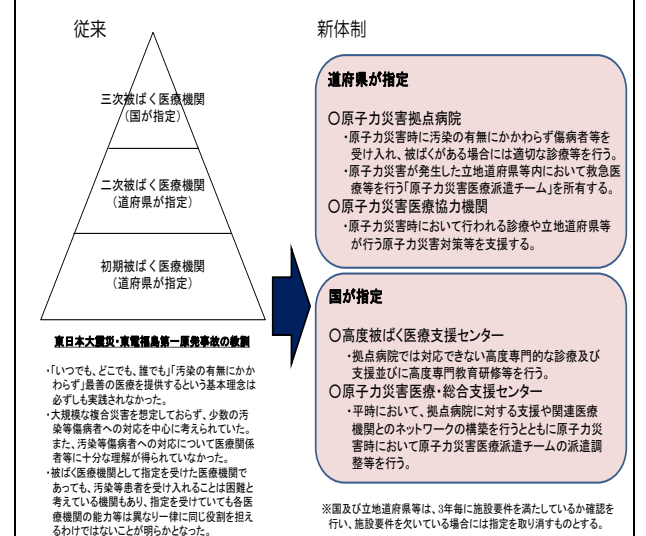 従来
三次被ばく医療機関
(国が指定)
二次被ばく医療機関
(道府県が指定)
初期被ばく医療機関
(道府県が指定)
東日本大震災・東電福島第一原発事故の教訓
・「いつでも、どこでも、誰でも」「汚染の有無にかか
わらず」最善の医療を提供するという基本理念は
必ずしも実践されなかった。
・大規模な複合災害を想定しておらず、少数の汚
染等傷病者への対応を中心に考えられていた。
また、汚染等傷病者への対応について医療関係
者等に十分な理解が得られていなかった。
・被ばく医療機関として指定を受けた医療機関で
あっても、汚染等患者を受け入れることは困難と
考えている機関もあり、指定を受けていても各医
療機関の能力等は異なり一律に同じ役割を担え
るわけではないことが明らかとなった。
新体制
道府県が指定
○原子力災害拠点病院
・原子力災害時に汚染の有無にかかわらず傷病者等を
受け入れ、被ばくがある場合には適切な診療等を行う。
・原子力災害が発生した立地道府県等内において救急医
療等を行う「原子力災害医療派遣チーム」を所有する。
○原子力災害医療協力機関
・原子力災害時において行われる診療や立地道府県等
が行う原子力災害対策等を支援する。
国が指定
○高度被ばく医療支援センター
・拠点病院では対応できない高度専門的な診療及び
支援並びに高度専門教育研修等を行う。
○原子力災害医療・総合支援センター
・平時において、拠点病院に対する支援や関連医療
機関とのネットワークの構築を行うとともに原子力災
害時において原子力災害医療派遣チームの派遣調
整等を行う。
※国及び立地道府県等は、3年毎に施設要件を満たしているか確認を
行い、施設要件を欠いている場合には指定を取り消すものとする。